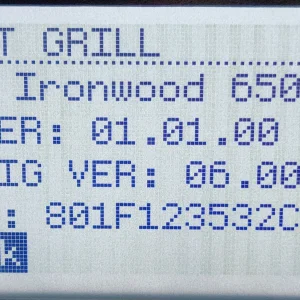 T GRILL
Ironwood 650
ER: 01.01.00
IG VER: 06.00
: 801F123532C
k